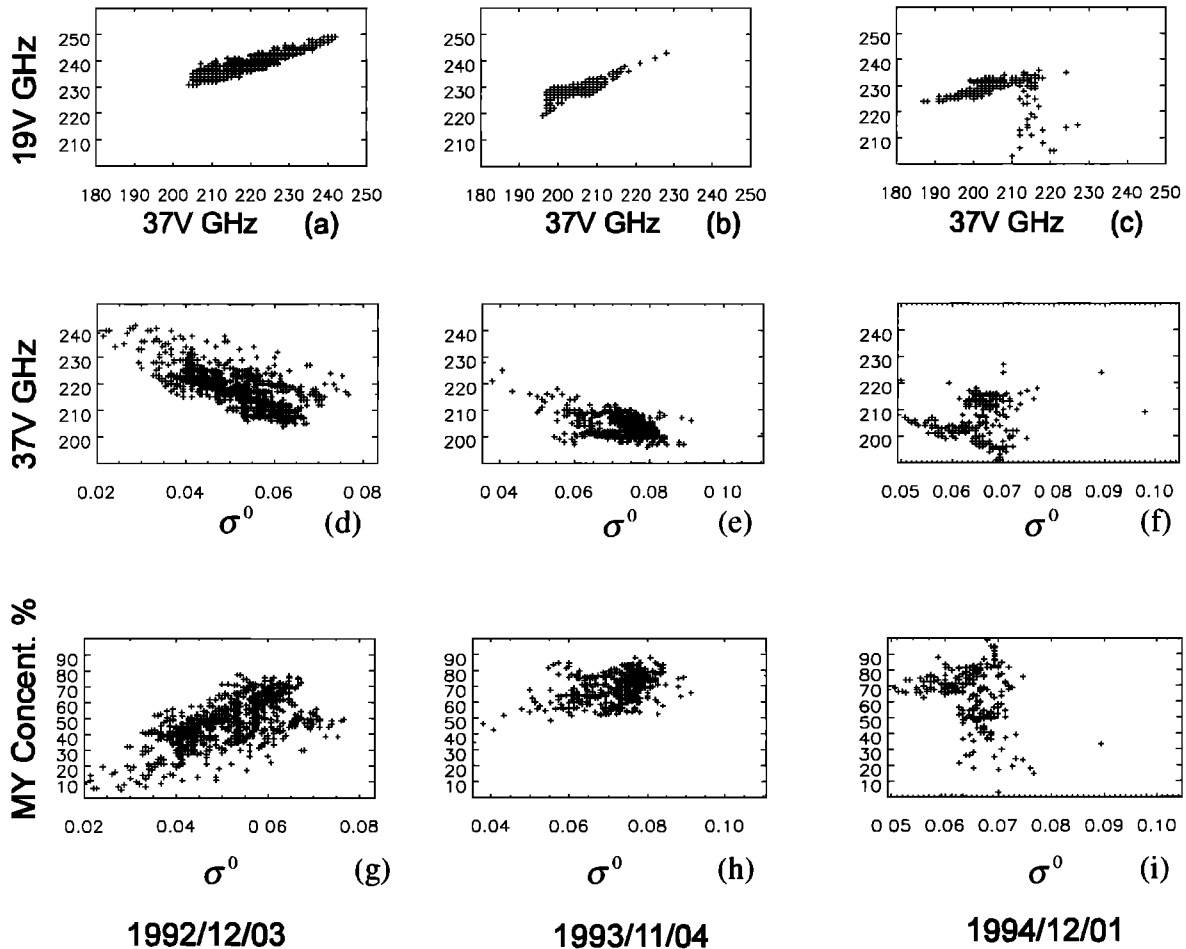 19V GHz
250
240
230
220
210
180 190 200 210 220 230 240 250
37V GHz (a)
250
240
230
220
210
180 190 200 210 220 230 240 250
37V GHz (b)
250
240
230
220
210
180 190 200 210 220 230 240 250
37V GHz (c)
37V GHz
240
230
220
210
200
0.02 0.04 0.06 0.08
σ⁰ (d)
240
230
220
210
200
0 04 0.06 0.08 0 10
σ⁰ (e)
240
230
220
210
200
0.05 0.06 0.07 0 08 0.09 0.10
σ⁰ (f)
MY Concent. %
90
80
70
60
50
40
30
20
10
0.02 0.04 0.06 0.08
σ⁰ (g)
90
80
70
60
50
40
30
20
10
0.04 0.06 0.08 0.10
σ⁰ (h)
90
80
70
60
50
40
30
20
10
0 05 0.06 0.07 0.08 0.09 0.10
σ⁰ (i)
1992/12/03 1993/11/04 1994/12/01